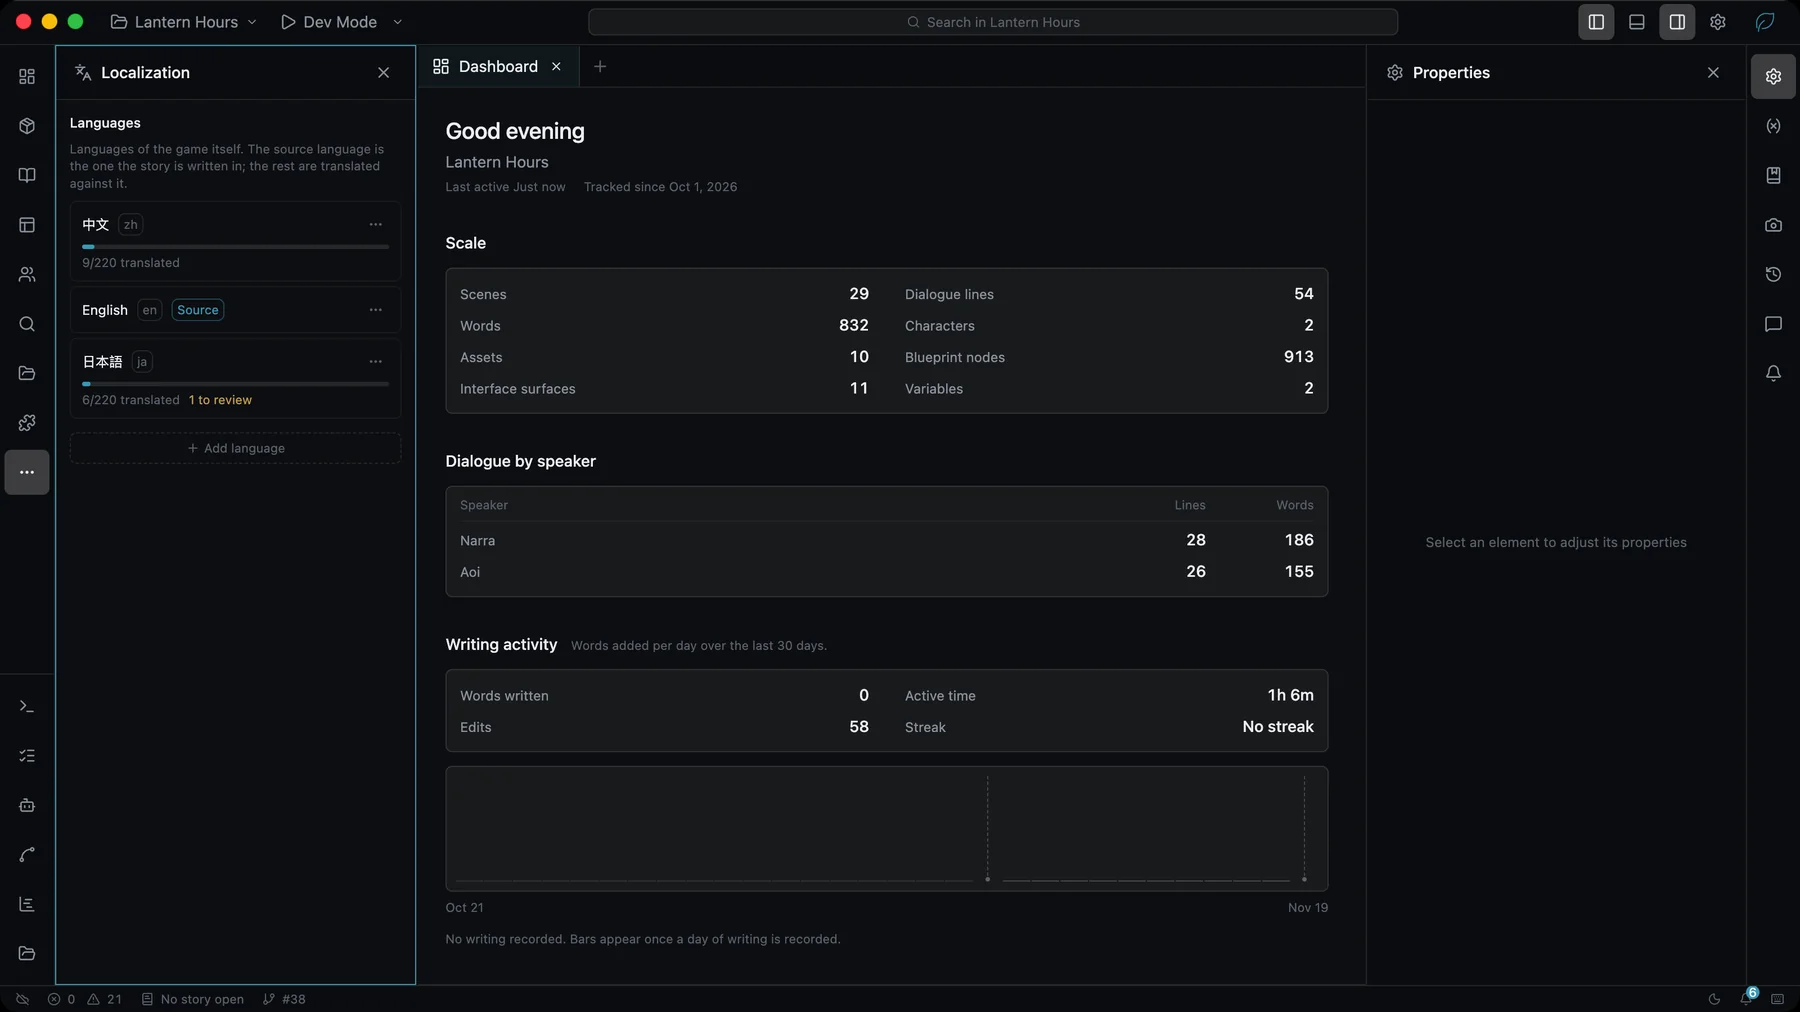 Lantern Hours
Dev Mode
Search in Lantern Hours
Localization
Languages
Languages of the game itself. The source language is
the one the story is written in; the rest are translated
against it.
中文 zh
9/220 translated
English en Source
日本語 ja
6/220 translated 1 to review
+ Add language
Dashboard
Good evening
Lantern Hours
Last active Just now Tracked since Oct 1, 2026
Scale
Scenes 29 Dialogue lines 54
Words 832 Characters 2
Assets 10 Blueprint nodes 913
Interface surfaces 11 Variables 2
Dialogue by speaker
Speaker Lines Words
Narra 28 186
Aoi 26 155
Writing activity Words added per day over the last 30 days.
Words written 0 Active time 1h 6m
Edits 58 Streak No streak
Oct 21 Nov 19
No writing recorded. Bars appear once a day of writing is recorded.
Properties
Select an element to adjust its properties
0 21 No story open #38
6